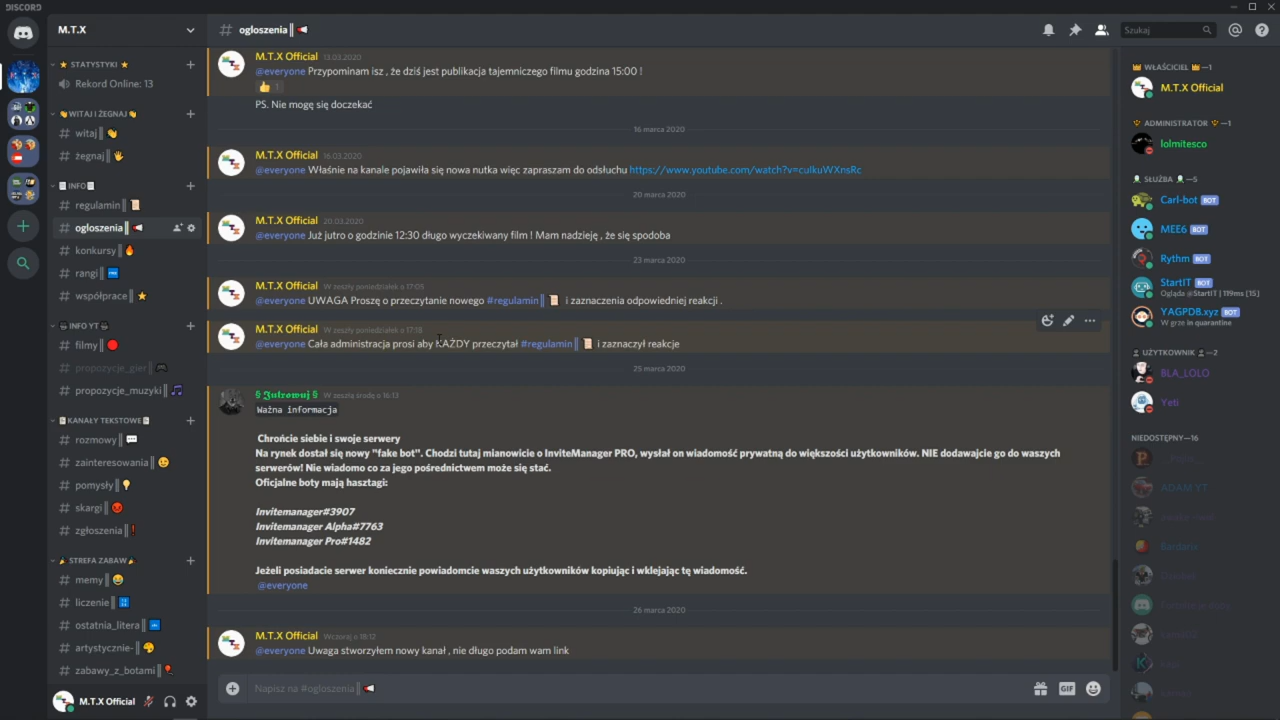 DISCORD
M.T.X
# ogłoszenia
Szukaj
STATYSTYKI
Rekord Online: 13
WITAJ I ŻEGNAJ
witaj
żegnaj
INFO
regulamin
ogłoszenia
konkursy
rangi
współprace
INFO YT
filmy
propozycje_gier
propozycje_muzyki
KANAŁY TEKSTOWE
rozmowy
zainteresowania
pomysły
skargi
zgłoszenia
STREFA ZABAW
memy
liczenie
ostatnia_litera
artystycznie-
zabawy_z_botami
M.T.X Official
M.T.X Official 13.03.2020
@everyone Przypominam isz , że dziś jest publikacja tajemniczego filmu godzina 15:00 !
1
PS. Nie mogę się doczekać
16 marca 2020
M.T.X Official 16.03.2020
@everyone Właśnie na kanale pojawiła się nowa nutka więc zapraszam do odsłuchu https://www.youtube.com/watch?v=culkuWXnsRc
20 marca 2020
M.T.X Official 20.03.2020
@everyone Już jutro o godzinie 12:30 długo wyczekiwany film ! Mam nadzieję , że się spodoba
23 marca 2020
M.T.X Official W zeszły poniedziałek o 17:05
@everyone UWAGA Proszę o przeczytanie nowego #regulamin i zaznaczenia odpowiedniej reakcji .
M.T.X Official W zeszły poniedziałek o 17:18
@everyone Cała administracja prosi aby KAŻDY przeczytał #regulamin i zaznaczył reakcje
25 marca 2020
W zeszłą środę o 16:13
Ważna informacja
Chrońcie siebie i swoje serwery
Na rynek dostał się nowy "fake bot". Chodzi tutaj mianowicie o InviteManager PRO, wysłał on wiadomość prywatną do większości użytkowników. NIE dodawajcie go do waszych
serwerów! Nie wiadomo co za jego pośrednictwem może się stać.
Oficjalne boty mają hasztagi:
Invitemanager#3907
Invitemanager Alpha#7763
Invitemanager Pro#1482
Jeżeli posiadacie serwer koniecznie powiadomcie waszych użytkowników kopiując i wklejając tę wiadomość.
@everyone
26 marca 2020
M.T.X Official Wczoraj o 18:12
@everyone Uwaga stworzyłem nowy kanał , nie długo podam wam link
Napisz na #ogłoszenia
GIF
WŁAŚCICIEL —1
M.T.X Official
ADMINISTRATOR —1
lolmitesco
SŁUŻBA —5
Carl-bot BOT
MEE6 BOT
Rythm BOT
StartIT BOT
Ogląda @StartIT | 119ms [15]
YAGPDB.xyz BOT
W grze in quarantine
UŻYTKOWNIK —2
BLA_LOLO
Yeti
NIEDOSTĘPNY—16
ADAM YT
Bardana